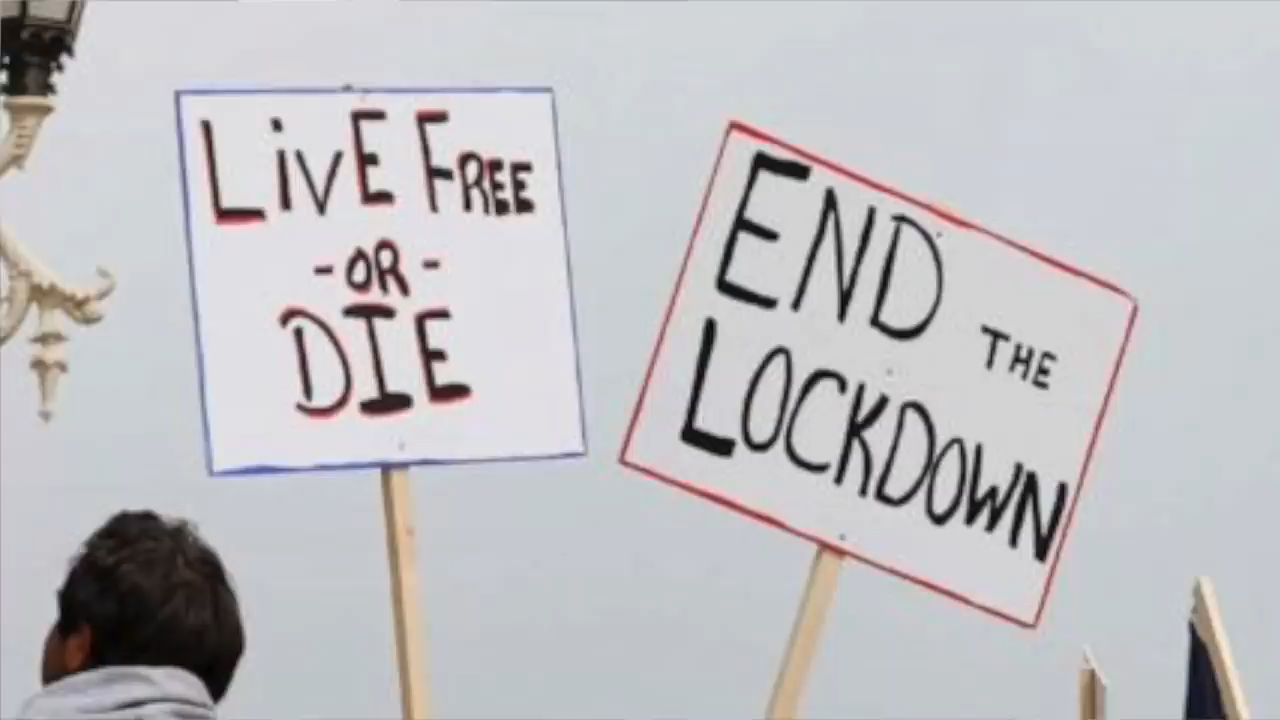 LiVE FREE
-OR-
DIE
END THE
LOCKDOWN